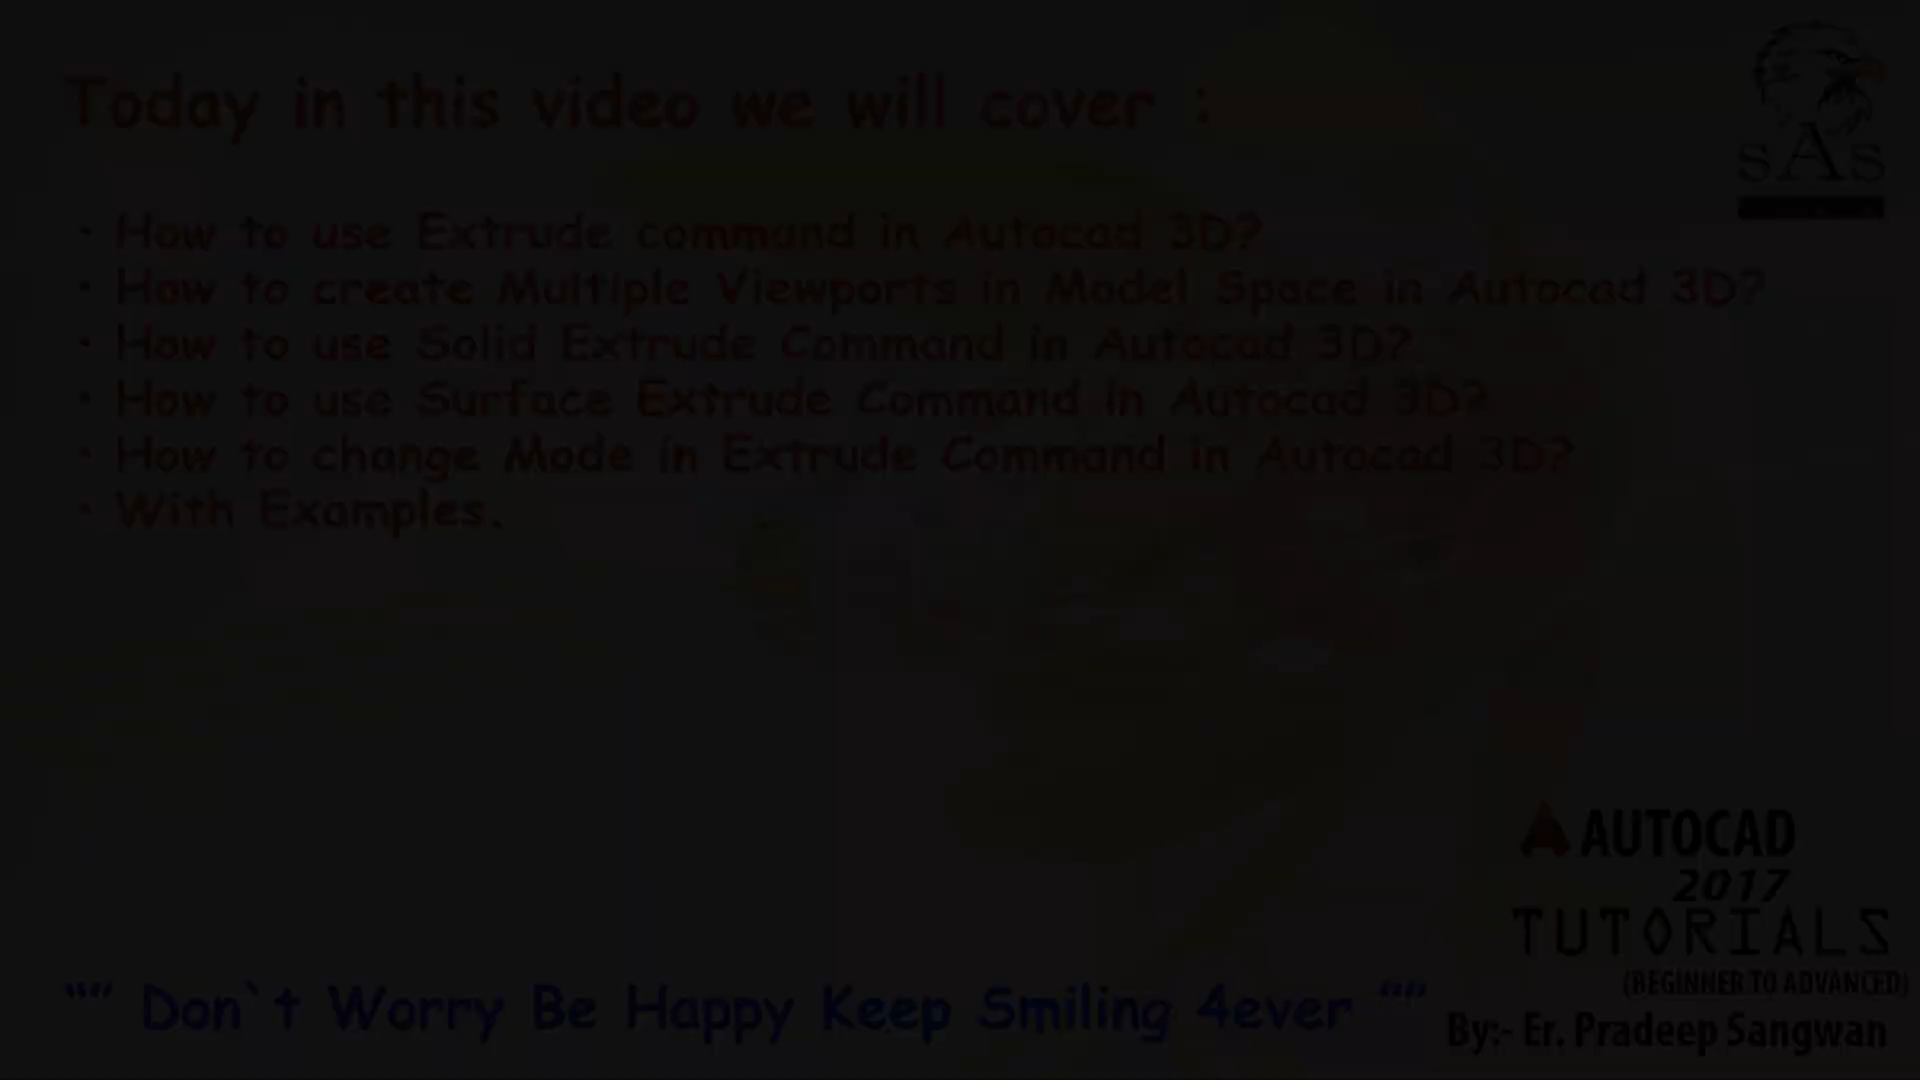 Today in this video we will cover :
sAs
• How to use Extrude command in Autocad 3D?
• How to create Multiple Viewports in Model Space in Autocad 3D?
• How to use Solid Extrude Command in Autocad 3D?
• How to use Surface Extrude Command in Autocad 3D?
• How to change Mode in Extrude Command in Autocad 3D?
• With Examples.
AUTOCAD
2017
TUTORIALS
(BEGINNER TO ADVANCED)
"" Don`t Worry Be Happy Keep Smiling 4ever ""
By:- Er. Pradeep Sangwan